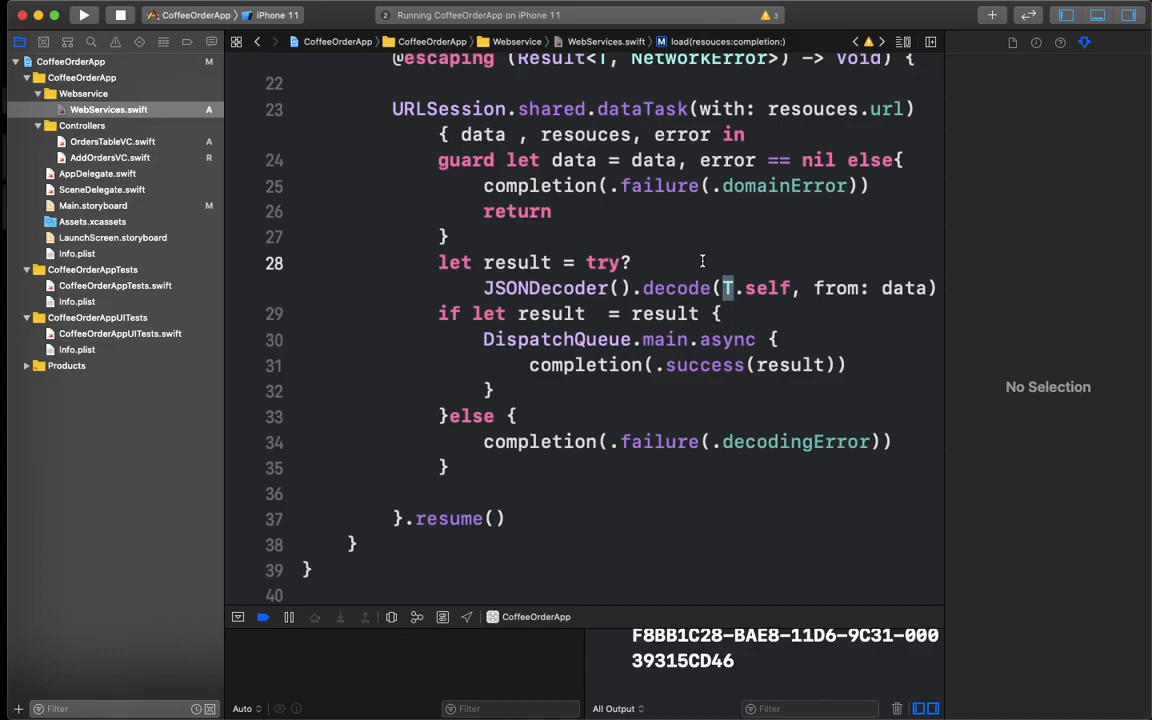 CoffeeOrderApp 〉 iPhone 11
2 Running CoffeeOrderApp on iPhone 11 3
CoffeeOrderApp M
CoffeeOrderApp
Webservice
WebServices.swift A
Controllers
OrdersTableVC.swift A
AddOrdersVC.swift R
AppDelegate.swift
SceneDelegate.swift
Main.storyboard M
Assets.xcassets
LaunchScreen.storyboard
Info.plist
CoffeeOrderAppTests
CoffeeOrderAppTests.swift
Info.plist
CoffeeOrderAppUITests
CoffeeOrderAppUITests.swift
Info.plist
Products
Filter
CoffeeOrderApp 〉 CoffeeOrderApp 〉 Webservice 〉 WebServices.swift 〉 M load(resouces:completion:)
@escaping (Result<T, NetworkError>) -> Void) {
22
23 URLSession.shared.dataTask(with: resouces.url)
{ data , resouces, error in
24 guard let data = data, error == nil else{
25 completion(.failure(.domainError))
26 return
27 }
28 let result = try?
JSONDecoder().decode(T.self, from: data)
29 if let result  = result {
30 DispatchQueue.main.async {
31 completion(.success(result))
32 }
33 }else {
34 completion(.failure(.decodingError))
35 }
36
37 }.resume()
38 }
39 }
40
CoffeeOrderApp
F8BB1C28-BAE8-11D6-9C31-000
39315CD46
Auto Filter
All Output Filter
No Selection